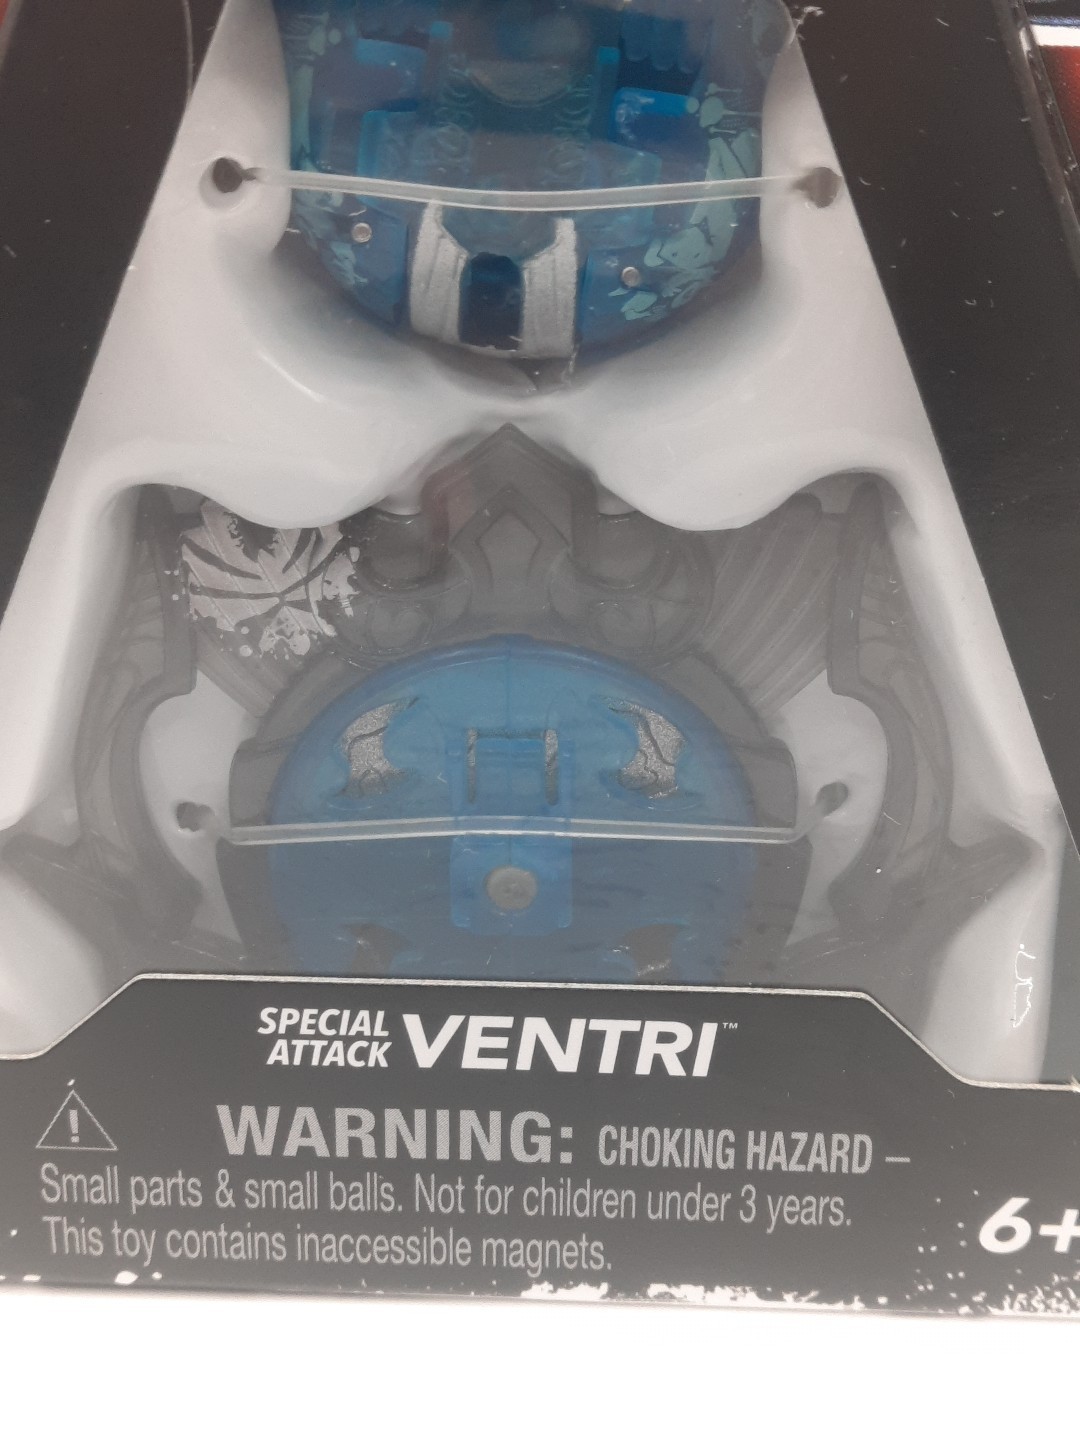 SPECIAL ATTACK VENTRI™
WARNING: CHOKING HAZARD –
Small parts & small balls. Not for children under 3 years.
This toy contains inaccessible magnets.
6+